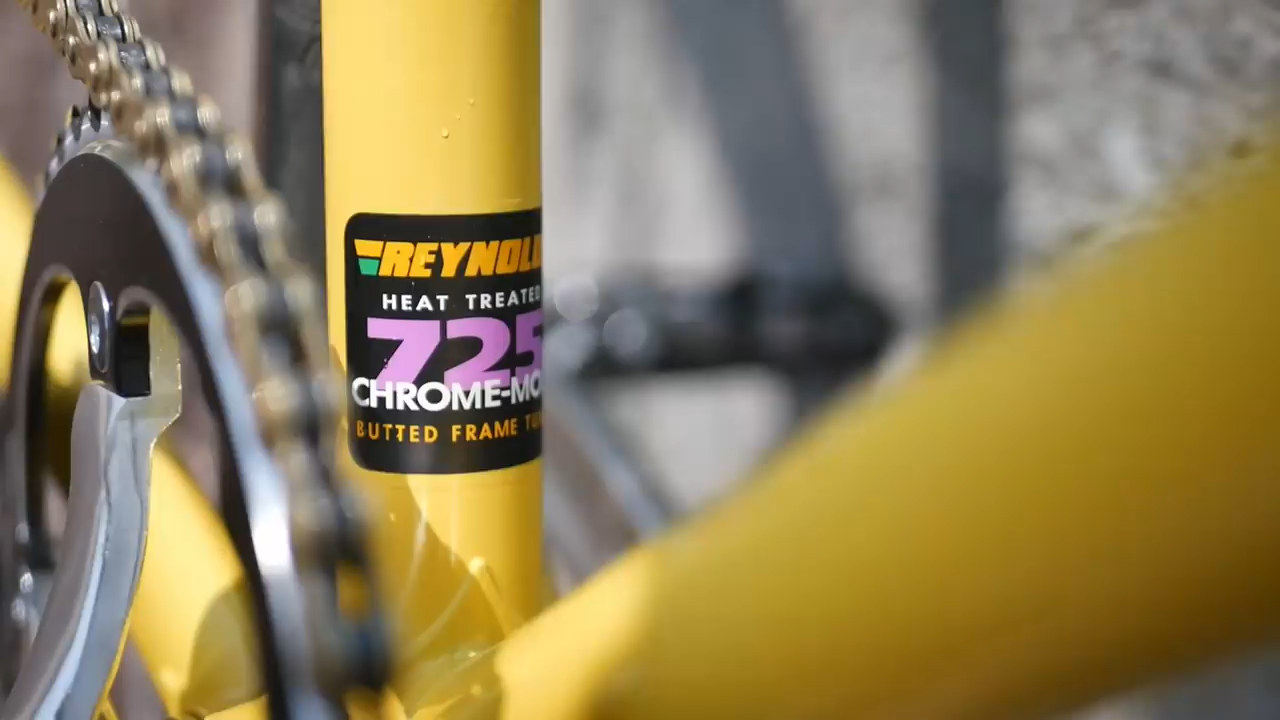 REYNOL
HEAT TREATED
725
CHROME-MO
BUTTED FRAME TU